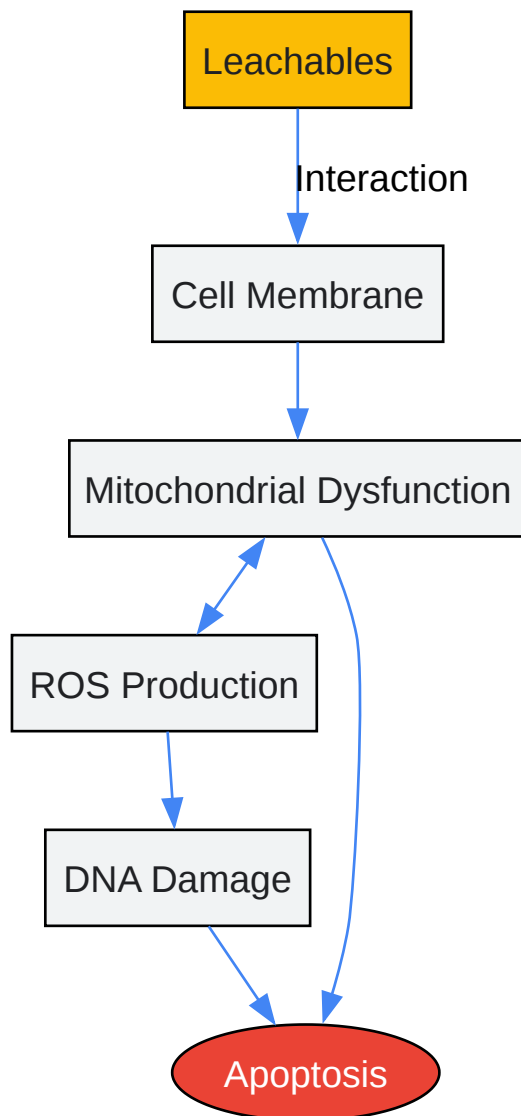 Leachables
Interaction
Cell Membrane
Mitochondrial Dysfunction
ROS Production
DNA Damage
Apoptosis